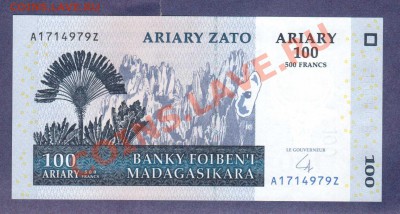 ARIARY ZATO
ARIARY
100
500 FRANCS
A1714979Z
LE GOUVERNEUR
100
ARIARY
BANKY FOIBEN'I
MADAGASIKARA
A1714979Z
100
COINS.LAVE.RU